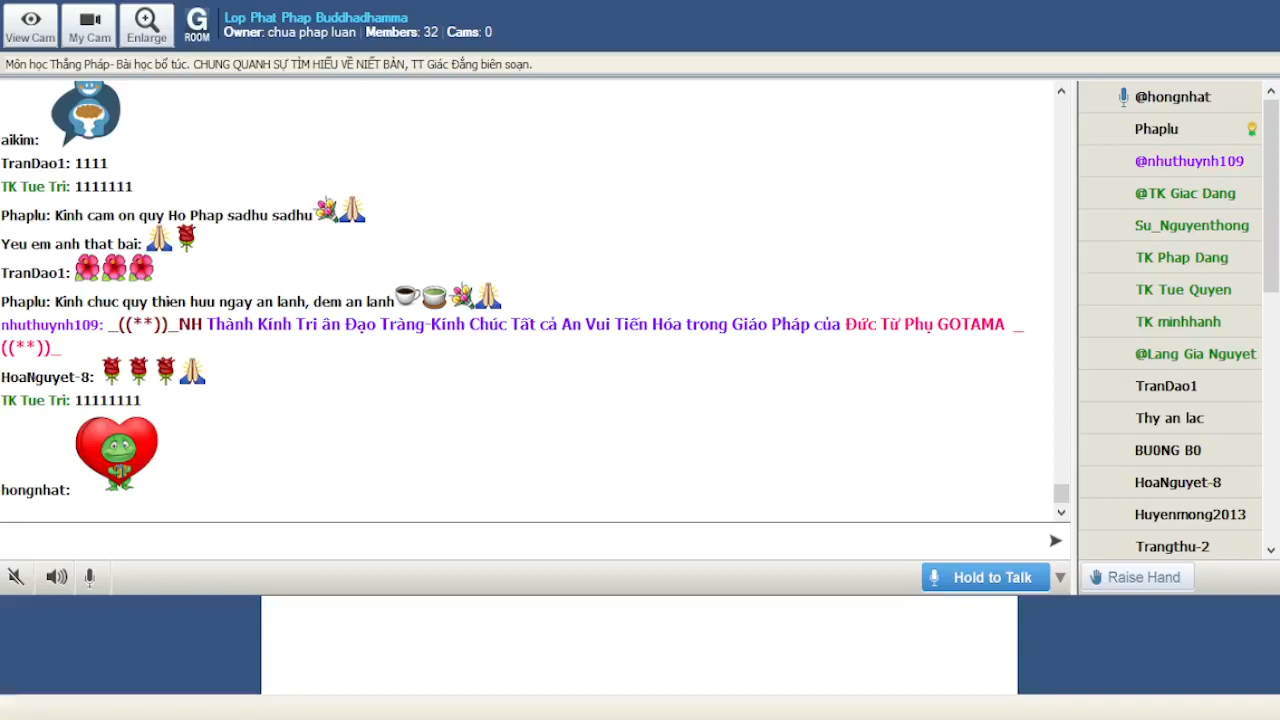 View Cam
My Cam
Enlarge
G
ROOM
Lop Phat Phap Buddhadhamma
Owner: chua phap luan | Members: 32 | Cams: 0
Môn học Thắng Pháp- Bài học bổ túc. CHUNG QUANH SỰ TÌM HIỂU VỀ NIẾT BÀN, TT Giác Đẳng biên soạn.
aikim:
TranDao1: 1111
TK Tue Tri: 1111111
Phaplu: Kinh cam on quy Ho Phap sadhu sadhu
Yeu em anh that bai:
TranDao1:
Phaplu: Kinh chuc quy thien huu ngay an lanh, dem an lanh
nhuthuynh109: _((**))_NH Thành Kính Tri ân Đạo Tràng-Kính Chúc Tất cả An Vui Tiến Hóa trong Giáo Pháp của Đức Từ Phụ GOTAMA _
((**))_
HoaNguyet-8:
TK Tue Tri: 11111111
hongnhat:
@hongnhat
Phaplu
@nhuthuynh109
@TK Giac Dang
Su_Nguyenthong
TK Phap Dang
TK Tue Quyen
TK minhhanh
@Lang Gia Nguyet
TranDao1
Thy an lac
BU0NG B0
HoaNguyet-8
Huyenmong2013
Trangthu-2
Hold to Talk
Raise Hand